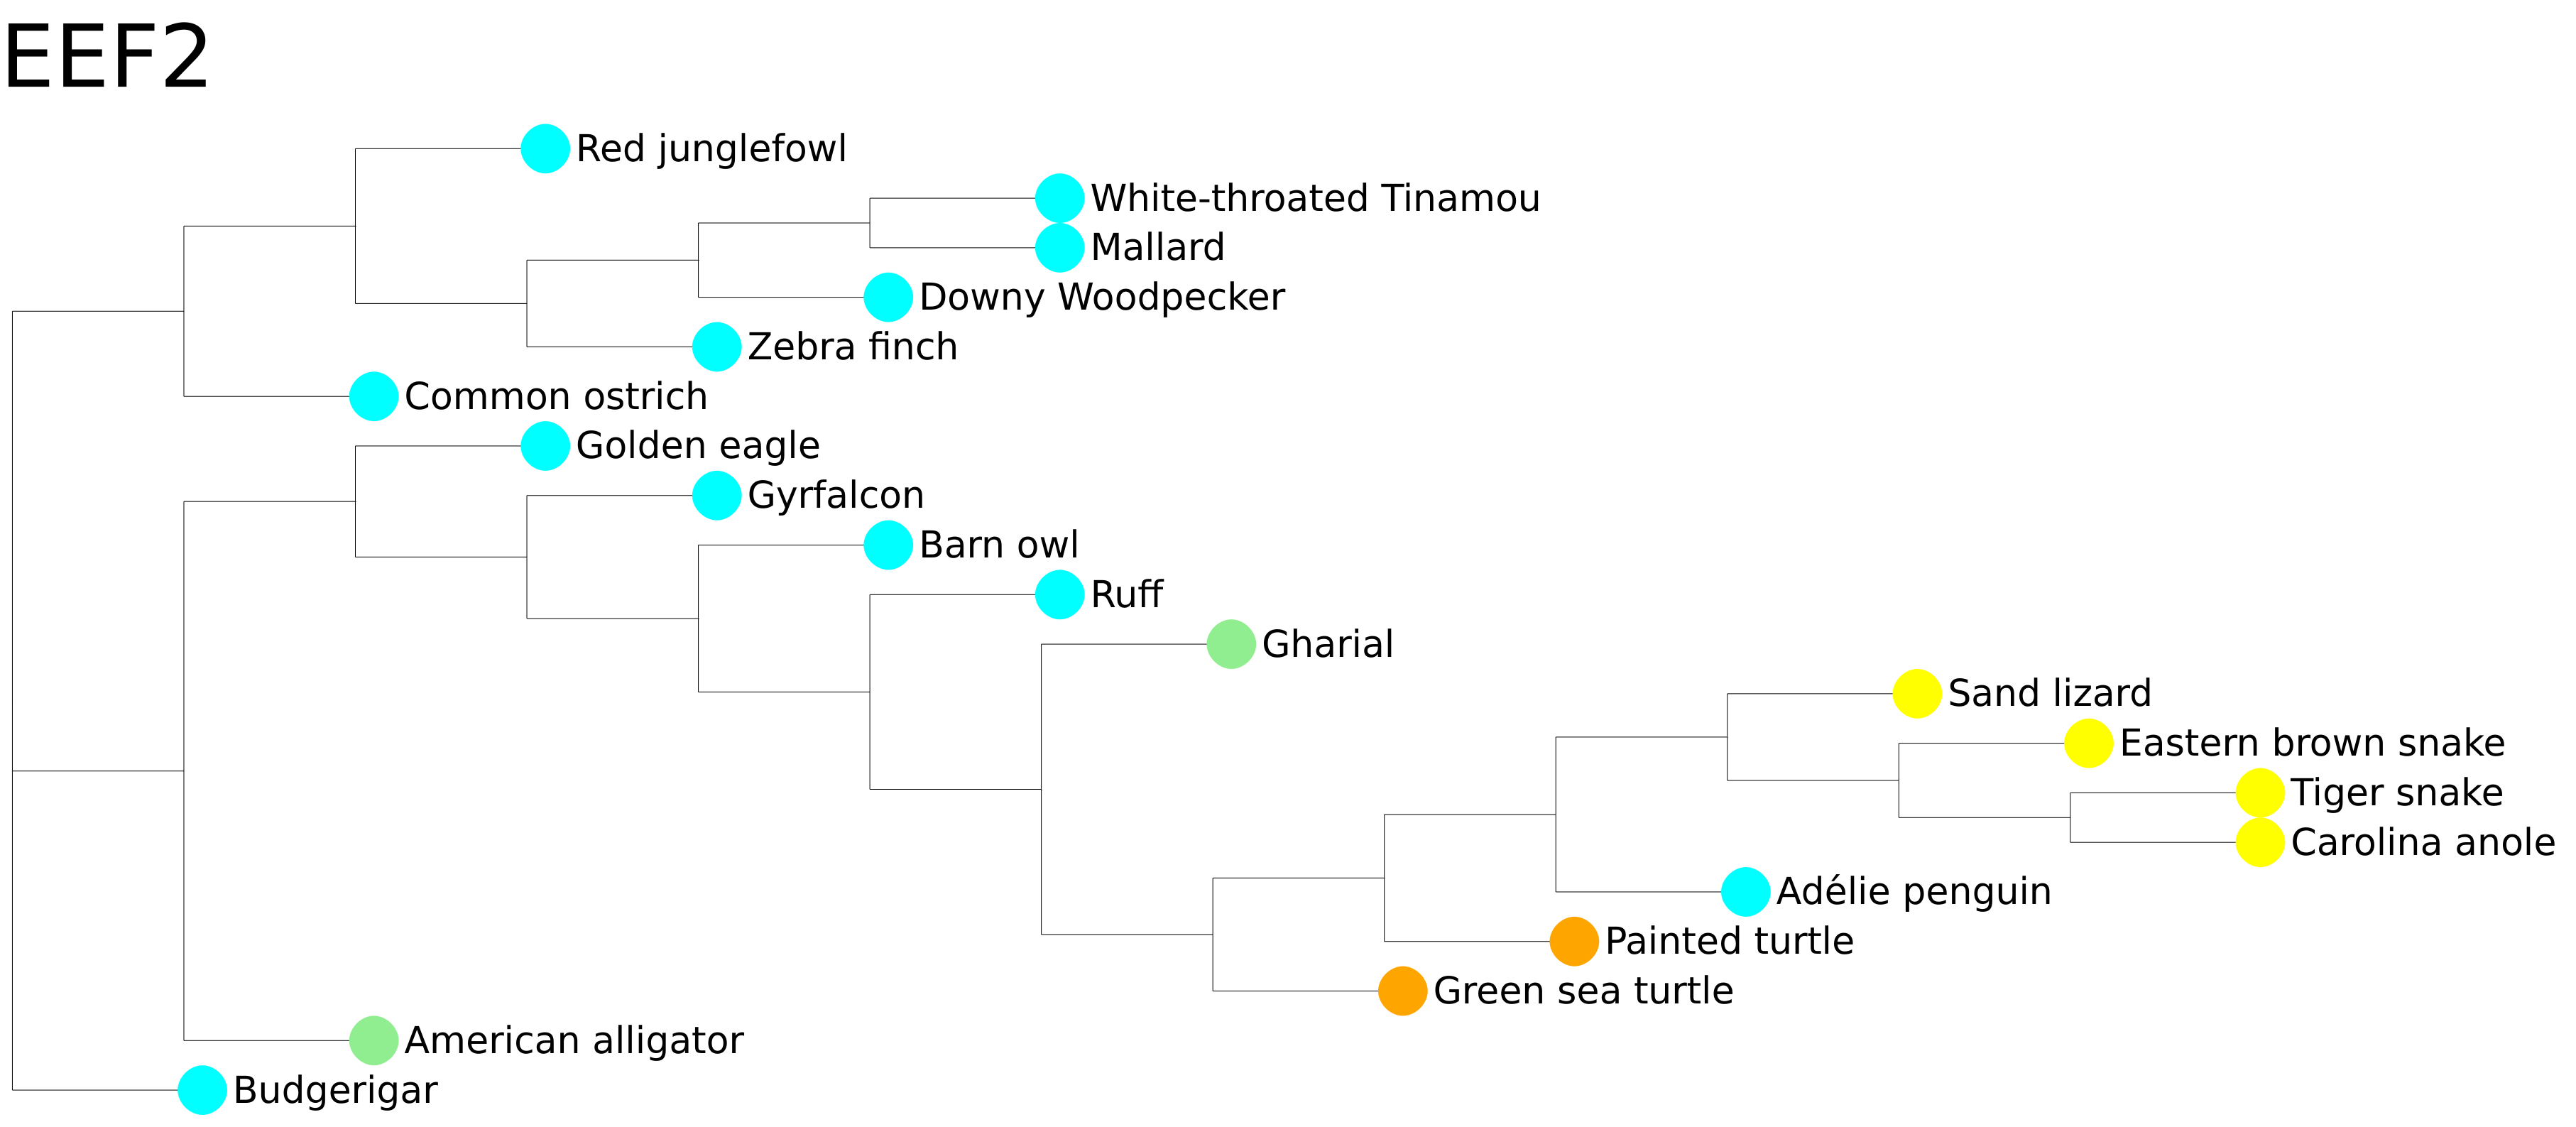 EEF2
Red junglefowl
White-throated Tinamou
Mallard
Downy Woodpecker
Zebra finch
Common ostrich
Golden eagle
Gyrfalcon
Barn owl
Ruff
Gharial
Sand lizard
Eastern brown snake
Tiger snake
Carolina anole
Adélie penguin
Painted turtle
Green sea turtle
American alligator
Budgerigar